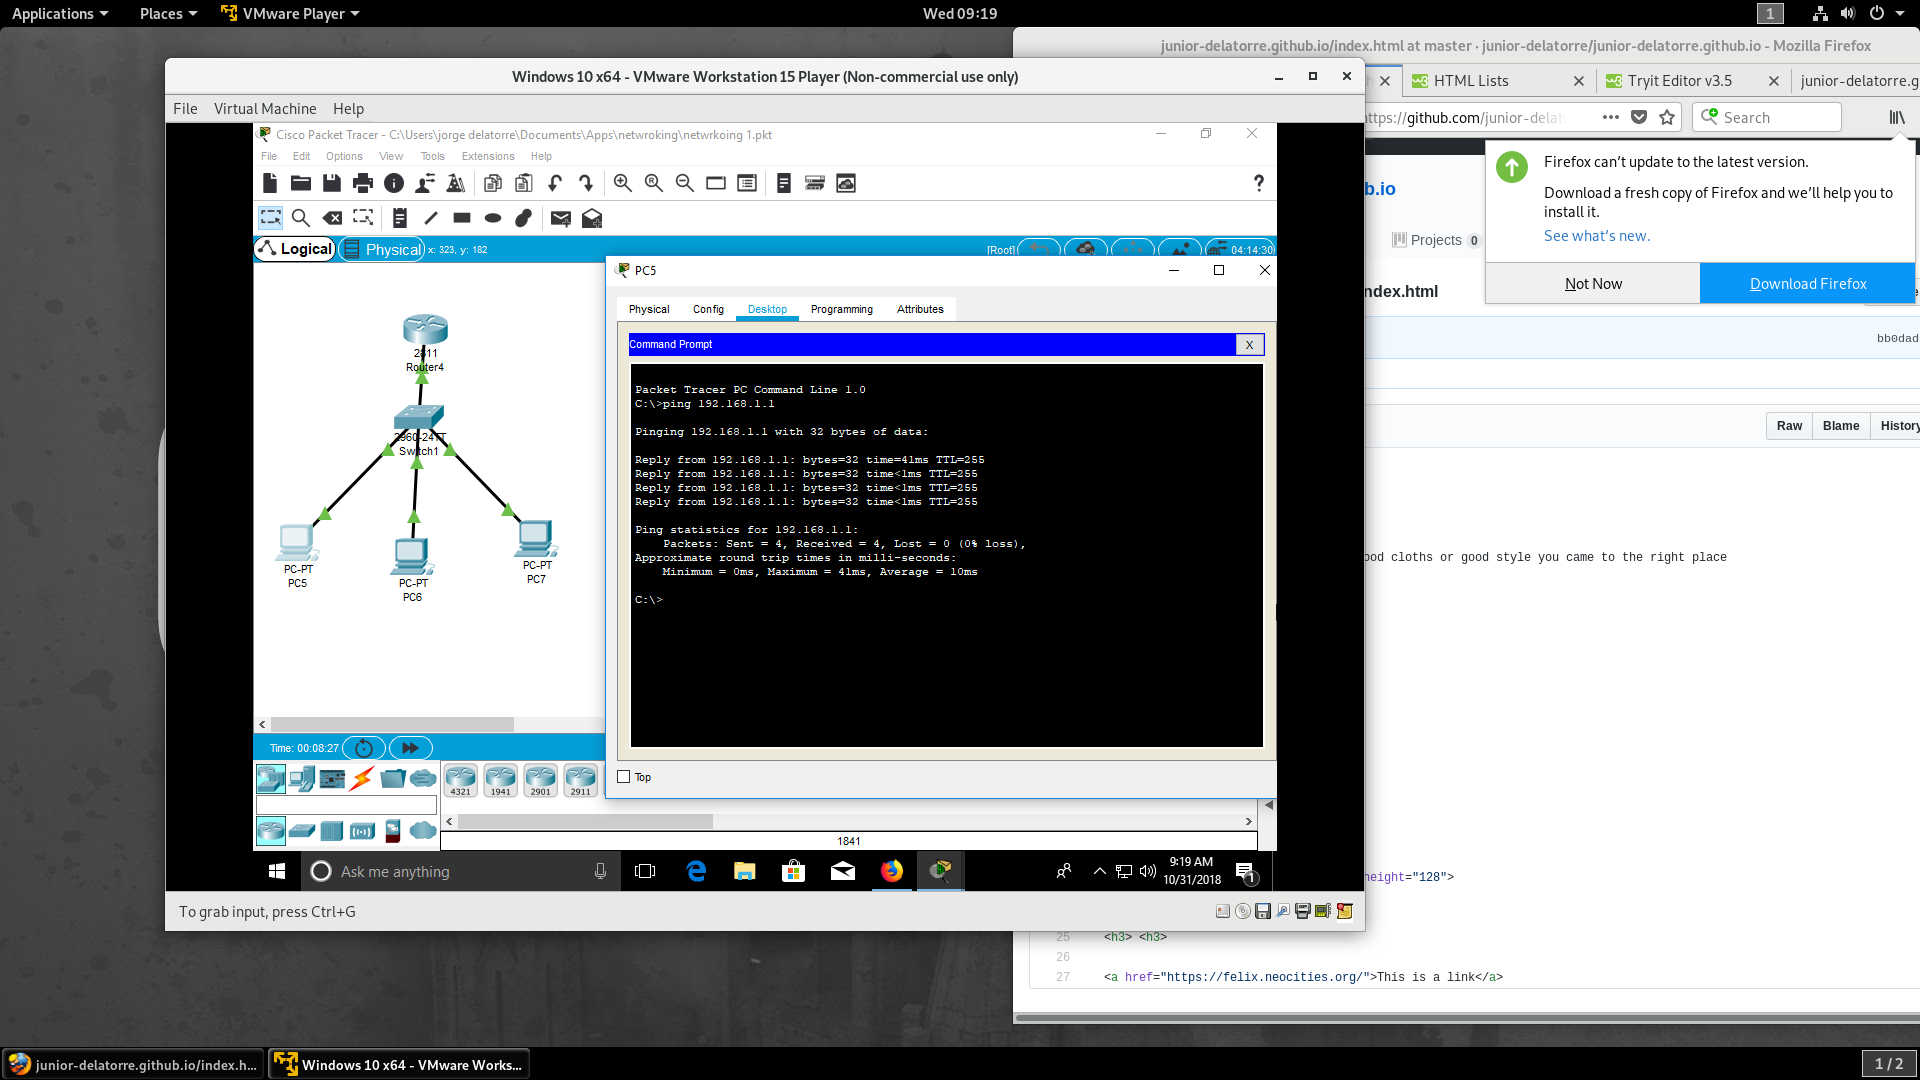 Applications Places VMware Player Wed 09:19 1
junior-delatorre.github.io/index.html at master · junior-delatorre/junior-delatorre.github.io - Mozilla Firefox
Windows 10 x64 - VMware Workstation 15 Player (Non-commercial use only)
HTML Lists Tryit Editor v3.5 junior-delatorre.g
File Virtual Machine Help
ttps://github.com/junior-delat Search
Cisco Packet Tracer - C:\Users\jorge delatorre\Documents\Apps\netwroking\netwrkoing 1.pkt
File Edit Options View Tools Extensions Help
Firefox can't update to the latest version.
Download a fresh copy of Firefox and we'll help you to
install it.
See what's new.
Not Now Download Firefox
b.io
Projects 0
ndex.html
bb0dad
Raw Blame History
Logical Physical x: 323, y: 182 [Root] 04:14:30
PC5
Physical Config Desktop Programming Attributes
Command Prompt X
Packet Tracer PC Command Line 1.0
C:\>ping 192.168.1.1
Pinging 192.168.1.1 with 32 bytes of data:
Reply from 192.168.1.1: bytes=32 time=41ms TTL=255
Reply from 192.168.1.1: bytes=32 time<1ms TTL=255
Reply from 192.168.1.1: bytes=32 time<1ms TTL=255
Reply from 192.168.1.1: bytes=32 time<1ms TTL=255
Ping statistics for 192.168.1.1:
Packets: Sent = 4, Received = 4, Lost = 0 (0% loss),
Approximate round trip times in milli-seconds:
Minimum = 0ms, Maximum = 41ms, Average = 10ms
C:\>
Top
2811
Router4
2960-24TT
Switch1
PC-PT
PC5
PC-PT
PC6
PC-PT
PC7
Time: 00:08:27
4321 1941 2901 2911
1841
ood cloths or good style you came to the right place
height="128">
25 <h3> <h3>
26
27 <a href="https://felix.neocities.org/">This is a link</a>
Ask me anything 9:19 AM
10/31/2018 1
To grab input, press Ctrl+G
junior-delatorre.github.io/index.h... Windows 10 x64 - VMware Works... 1 / 2